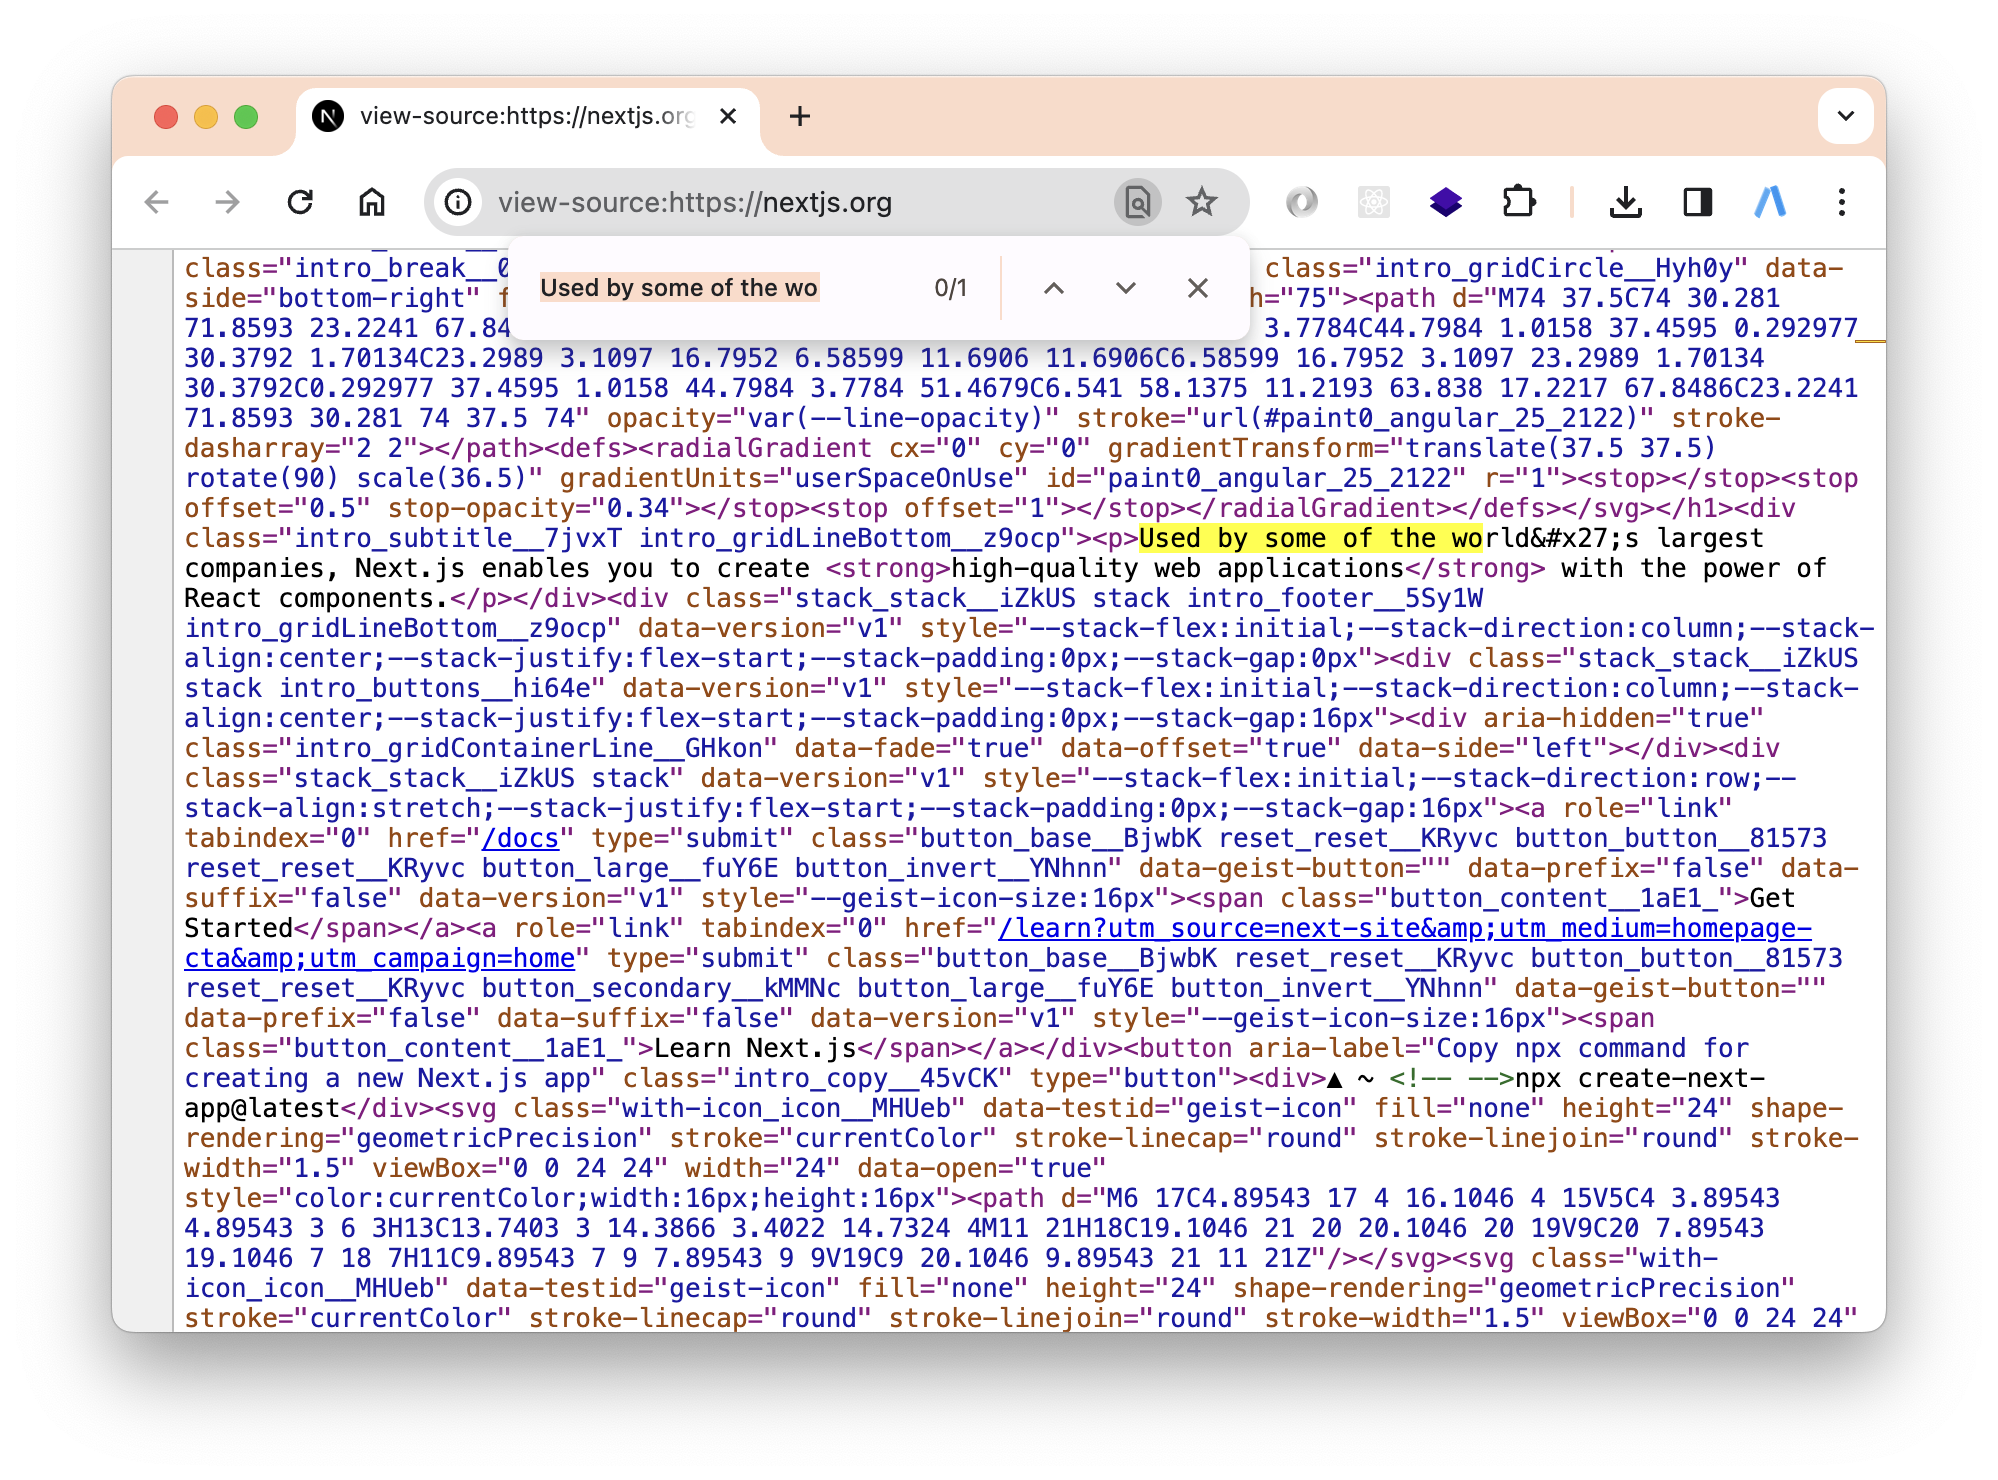 view-source:https://nextjs.org
view-source:https://nextjs.org
Used by some of the wo 0/1
class="intro_break__0 class="intro_gridCircle__Hyh0y" data-
side="bottom-right" f h="75"><path d="M74 37.5C74 30.281
71.8593 23.2241 67.84 3.7784C44.7984 1.0158 37.4595 0.292977
30.3792 1.70134C23.2989 3.1097 16.7952 6.58599 11.6906 11.6906C6.58599 16.7952 3.1097 23.2989 1.70134
30.3792C0.292977 37.4595 1.0158 44.7984 3.7784 51.4679C6.541 58.1375 11.2193 63.838 17.2217 67.8486C23.2241
71.8593 30.281 74 37.5 74" opacity="var(--line-opacity)" stroke="url(#paint0_angular_25_2122)" stroke-
dasharray="2 2"></path><defs><radialGradient cx="0" cy="0" gradientTransform="translate(37.5 37.5)
rotate(90) scale(36.5)" gradientUnits="userSpaceOnUse" id="paint0_angular_25_2122" r="1"><stop></stop><stop
offset="0.5" stop-opacity="0.34"></stop><stop offset="1"></stop></radialGradient></defs></svg></h1><div
class="intro_subtitle__7jvxT intro_gridLineBottom__z9ocp"><p>Used by some of the world&#x27;s largest
companies, Next.js enables you to create <strong>high-quality web applications</strong> with the power of
React components.</p></div><div class="stack_stack__iZkUS stack intro_footer__5Sy1W
intro_gridLineBottom__z9ocp" data-version="v1" style="--stack-flex:initial;--stack-direction:column;--stack-
align:center;--stack-justify:flex-start;--stack-padding:0px;--stack-gap:0px"><div class="stack_stack__iZkUS
stack intro_buttons__hi64e" data-version="v1" style="--stack-flex:initial;--stack-direction:column;--stack-
align:center;--stack-justify:flex-start;--stack-padding:0px;--stack-gap:16px"><div aria-hidden="true"
class="intro_gridContainerLine__GHkon" data-fade="true" data-offset="true" data-side="left"></div><div
class="stack_stack__iZkUS stack" data-version="v1" style="--stack-flex:initial;--stack-direction:row;--
stack-align:stretch;--stack-justify:flex-start;--stack-padding:0px;--stack-gap:16px"><a role="link"
tabindex="0" href="/docs" type="submit" class="button_base__BjwbK reset_reset__KRyvc button_button__81573
reset_reset__KRyvc button_large__fuY6E button_invert__YNhnn" data-geist-button="" data-prefix="false" data-
suffix="false" data-version="v1" style="--geist-icon-size:16px"><span class="button_content__1aE1_">Get
Started</span></a><a role="link" tabindex="0" href="/learn?utm_source=next-site&amp;utm_medium=homepage-
cta&amp;utm_campaign=home" type="submit" class="button_base__BjwbK reset_reset__KRyvc button_button__81573
reset_reset__KRyvc button_secondary__kMMNc button_large__fuY6E button_invert__YNhnn" data-geist-button=""
data-prefix="false" data-suffix="false" data-version="v1" style="--geist-icon-size:16px"><span
class="button_content__1aE1_">Learn Next.js</span></a></div><button aria-label="Copy npx command for
creating a new Next.js app" class="intro_copy__45vCK" type="button"><div>▲ ~ <!-- -->npx create-next-
app@latest</div><svg class="with-icon_icon__MHUeb" data-testid="geist-icon" fill="none" height="24" shape-
rendering="geometricPrecision" stroke="currentColor" stroke-linecap="round" stroke-linejoin="round" stroke-
width="1.5" viewBox="0 0 24 24" width="24" data-open="true"
style="color:currentColor;width:16px;height:16px"><path d="M6 17C4.89543 17 4 16.1046 4 15V5C4 3.89543
4.89543 3 6 3H13C13.7403 3 14.3866 3.4022 14.7324 4M11 21H18C19.1046 21 20 20.1046 20 19V9C20 7.89543
19.1046 7 18 7H11C9.89543 7 9 7.89543 9 9V19C9 20.1046 9.89543 21 11 21Z"/></svg><svg class="with-
icon_icon__MHUeb" data-testid="geist-icon" fill="none" height="24" shape-rendering="geometricPrecision"
stroke="currentColor" stroke-linecap="round" stroke-linejoin="round" stroke-width="1.5" viewBox="0 0 24 24"